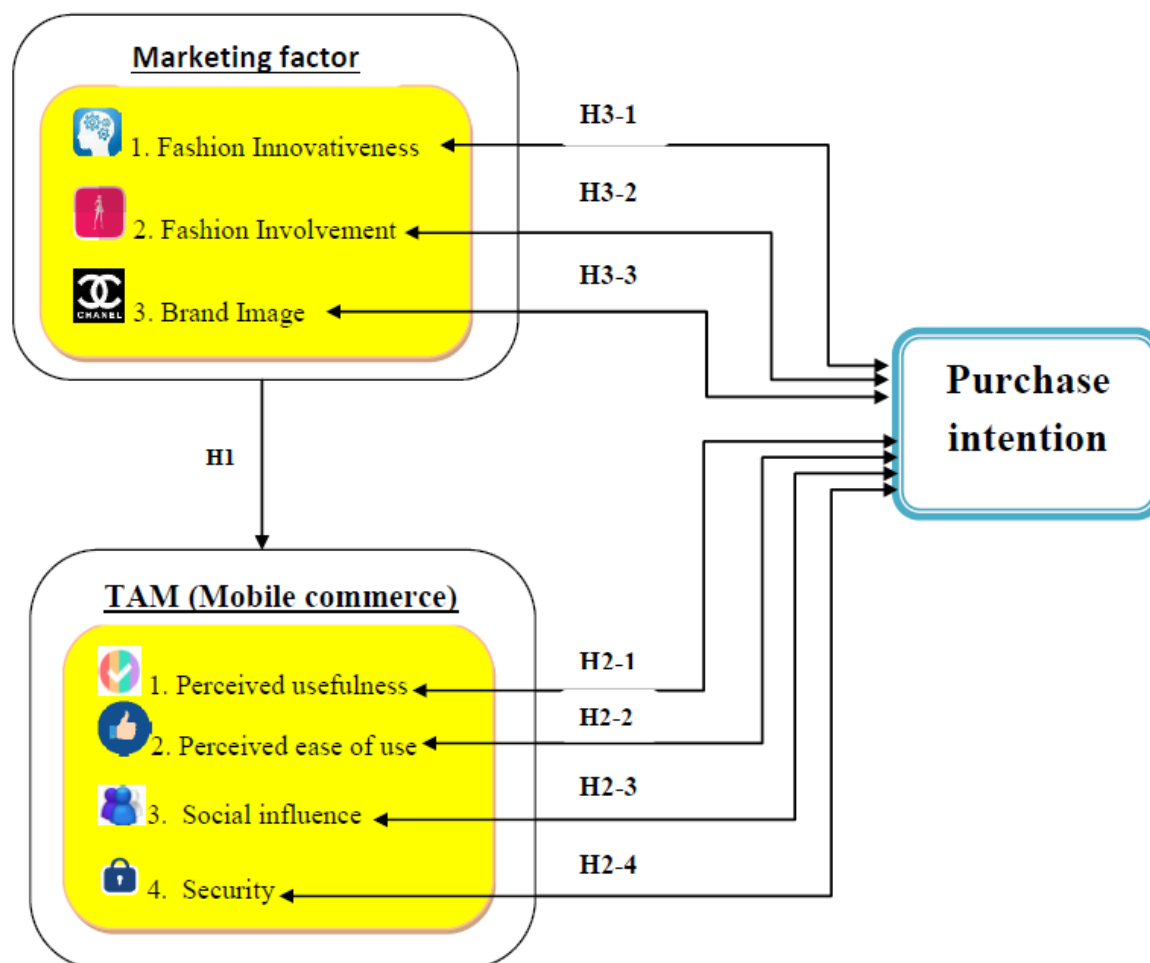 Marketing factor
1. Fashion Innovativeness
2. Fashion Involvement
CHANEL
3. Brand Image
H3-1
H3-2
H3-3
Purchase
intention
H1
TAM (Mobile commerce)
1. Perceived usefulness
2. Perceived ease of use
3. Social influence
4. Security
H2-1
H2-2
H2-3
H2-4